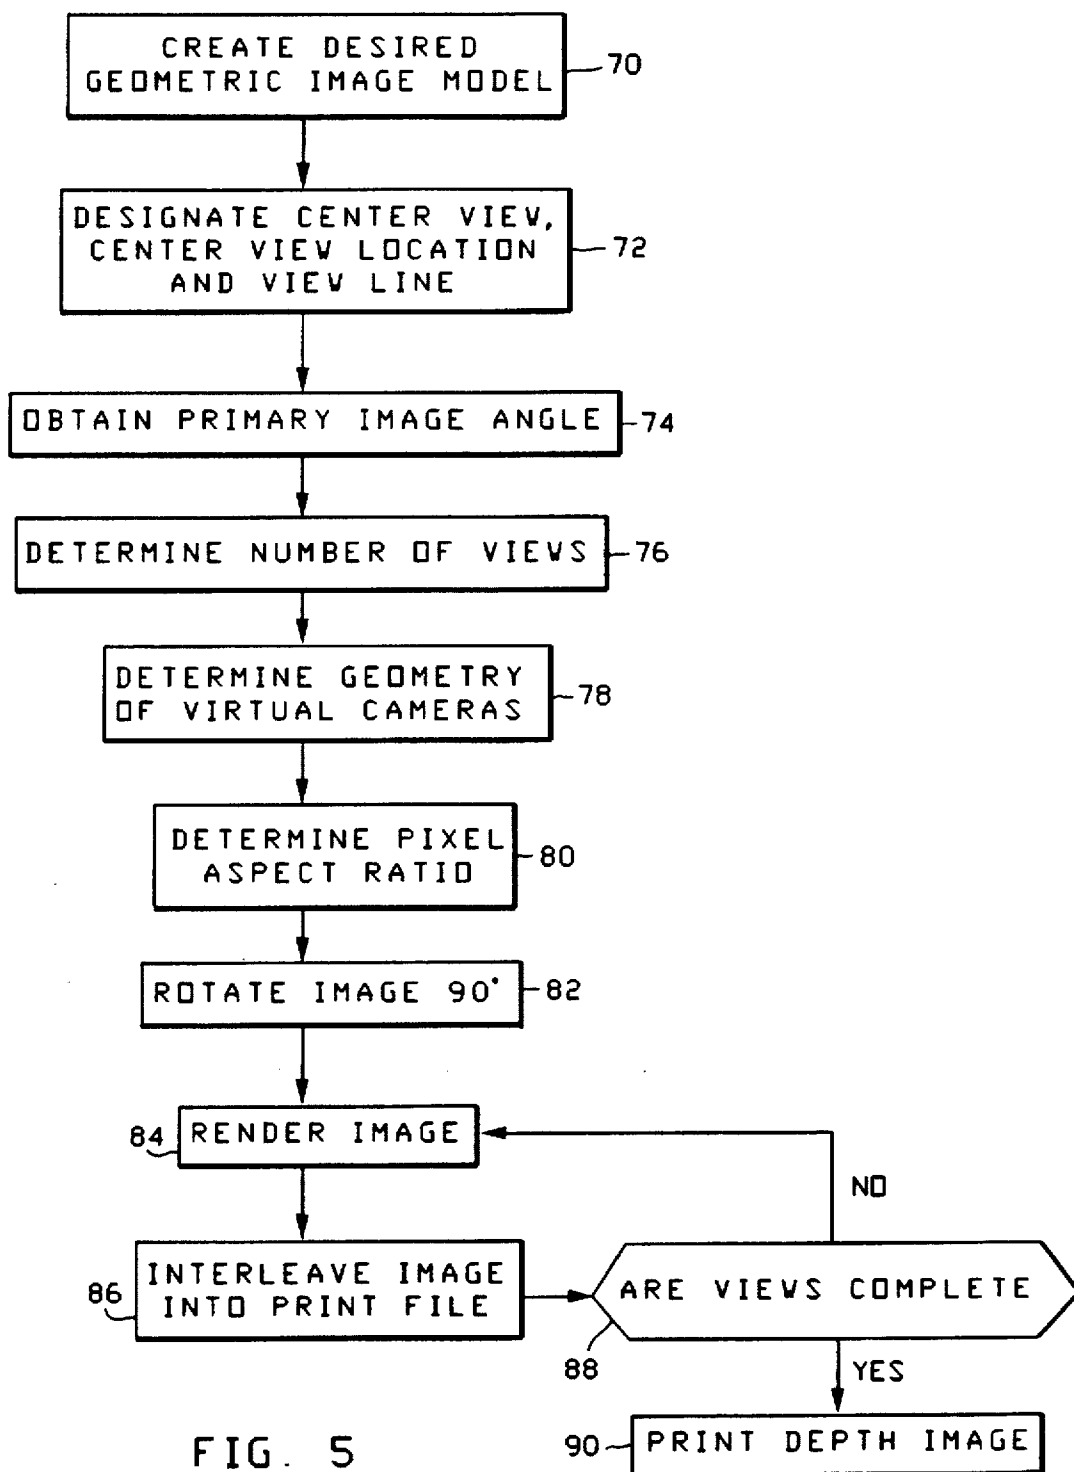 CREATE DESIRED
GEOMETRIC IMAGE MODEL
70
DESIGNATE CENTER VIEW,
CENTER VIEW LOCATION
AND VIEW LINE
72
OBTAIN PRIMARY IMAGE ANGLE
74
DETERMINE NUMBER OF VIEWS
76
DETERMINE GEOMETRY
OF VIRTUAL CAMERAS
78
DETERMINE PIXEL
ASPECT RATIO
80
ROTATE IMAGE 90°
82
84
RENDER IMAGE
NO
86
INTERLEAVE IMAGE
INTO PRINT FILE
ARE VIEWS COMPLETE
88
YES
90
PRINT DEPTH IMAGE
FIG. 5